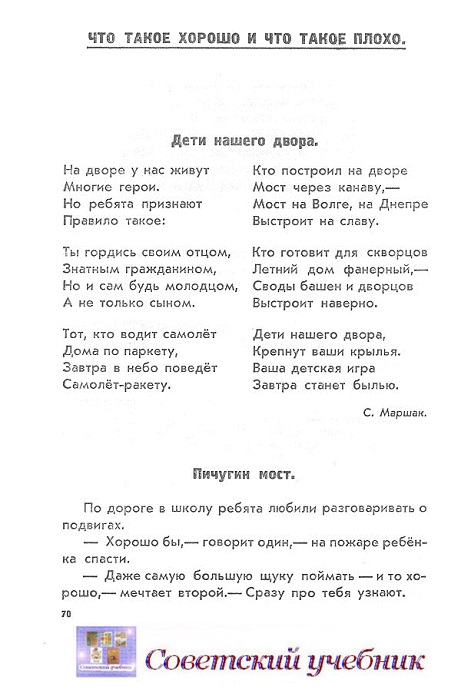 ЧТО ТАКОЕ ХОРОШО И ЧТО ТАКОЕ ПЛОХО.
Дети нашего двора.
На дворе у нас живут
Многие герои.
Но ребята признают
Правило такое:
Ты гордись своим отцом,
Знатным гражданином,
Но и сам будь молодцом,
А не только сыном.
Тот, кто водит самолёт
Дома по паркету,
Завтра в небо поведёт
Самолёт-ракету.
Кто построил на дворе
Мост через канаву,—
Мост на Волге, на Днепре
Выстроит на славу.
Кто готовит для скворцов
Летний дом фанерный,—
Своды башен и дворцов
Выстроит наверно.
Дети нашего двора,
Крепнут ваши крылья.
Ваша детская игра
Завтра станет былью.
С. Маршак.
Пичугин мост.
По дороге в школу ребята любили разговаривать о
подвигах.
— Хорошо бы,— говорит один,— на пожаре ребён-
ка спасти.
— Даже самую большую щуку поймать — и то хо-
рошо,— мечтает второй.— Сразу про тебя узнают.
70
Советский учебник
Советский учебник